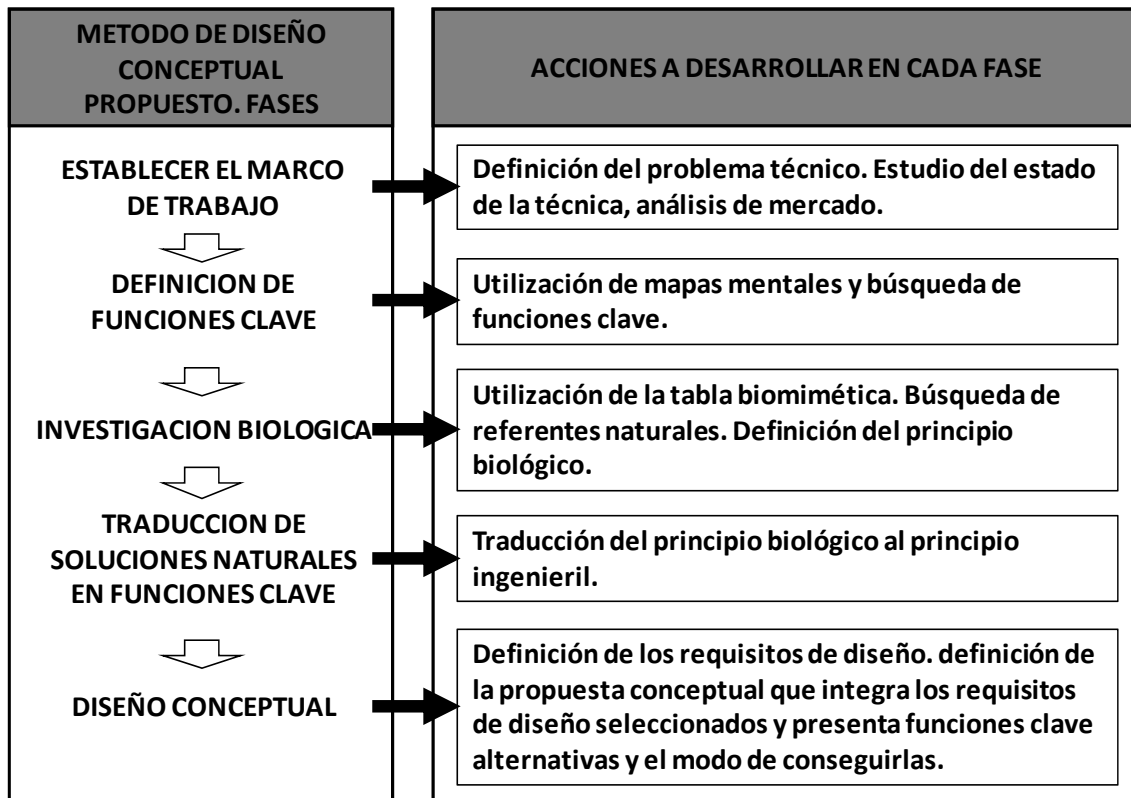 METODO DE DISEÑO
CONCEPTUAL
PROPUESTO. FASES
ACCIONES A DESARROLLAR EN CADA FASE
ESTABLECER EL MARCO
DE TRABAJO
Definición del problema técnico. Estudio del estado
de la técnica, análisis de mercado.
DEFINICION DE
FUNCIONES CLAVE
Utilización de mapas mentales y búsqueda de
funciones clave.
INVESTIGACION BIOLOGICA
Utilización de la tabla biomimética. Búsqueda de
referentes naturales. Definición del principio
biológico.
TRADUCCION DE
SOLUCIONES NATURALES
EN FUNCIONES CLAVE
Traducción del principio biológico al principio
ingenieril.
DISEÑO CONCEPTUAL
Definición de los requisitos de diseño. definición de
la propuesta conceptual que integra los requisitos
de diseño seleccionados y presenta funciones clave
alternativas y el modo de conseguirlas.